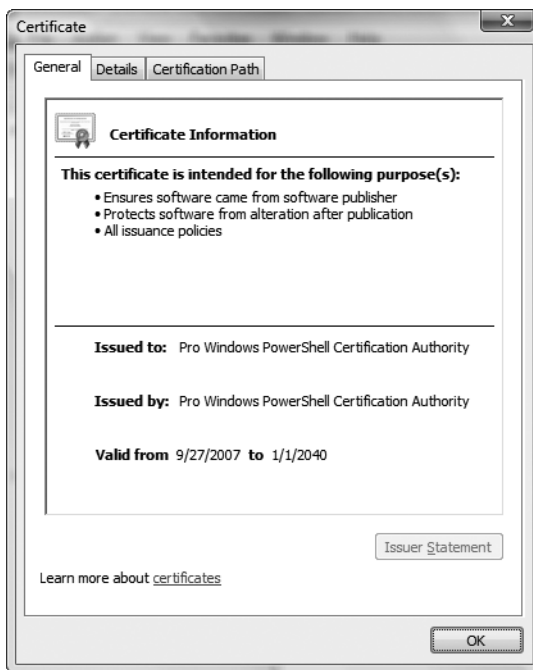 Certificate
General Details Certification Path
Certificate Information
This certificate is intended for the following purpose(s):
• Ensures software came from software publisher
• Protects software from alteration after publication
• All issuance policies
Issued to: Pro Windows PowerShell Certification Authority
Issued by: Pro Windows PowerShell Certification Authority
Valid from 9/27/2007 to 1/1/2040
Issuer Statement
Learn more about certificates
OK